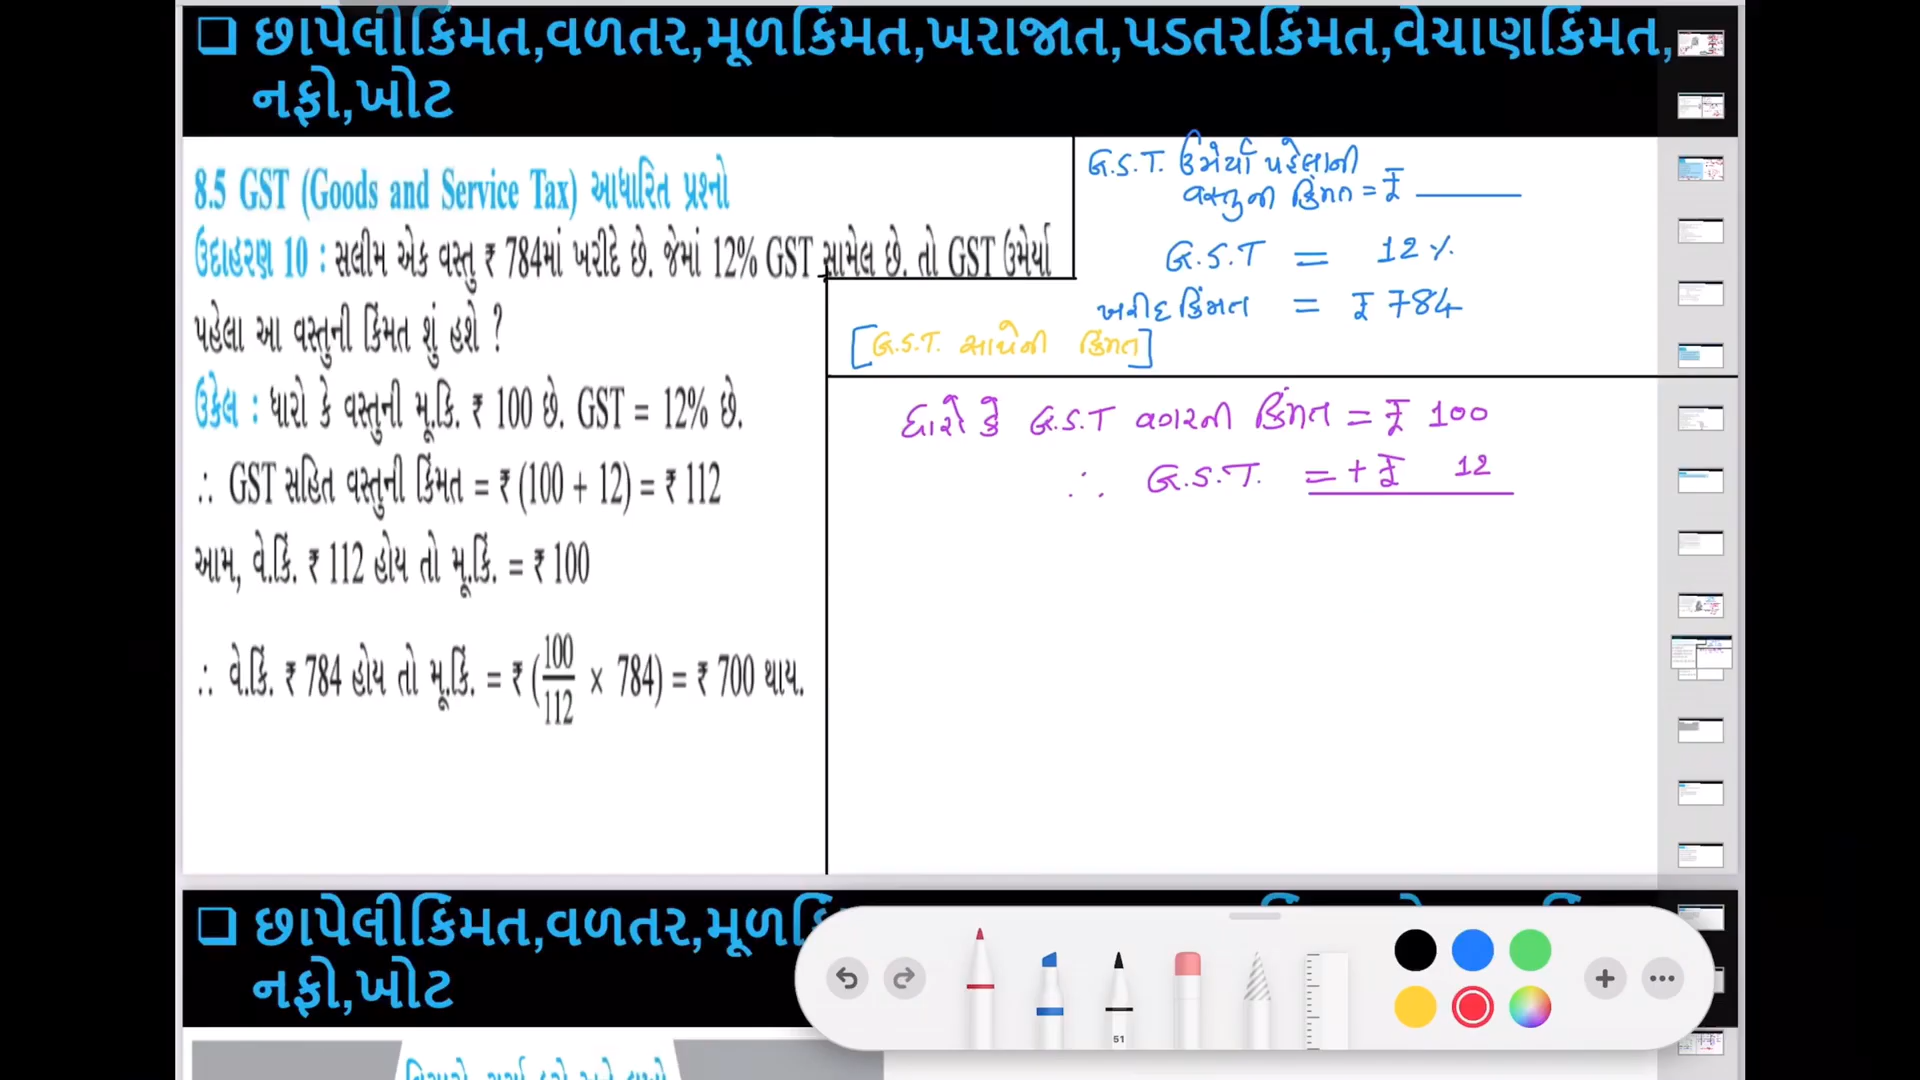 ❑ છાપેલીકિંમત,વળતર,મૂળકિંમત,ખરાજાત,પડતરકિંમત,વેચાણકિંમત,
નફો,ખોટ
8.5 GST (Goods and Service Tax) આધારિત પ્રશ્નો
ઉદાહરણ 10 : સલીમ એક વસ્તુ ₹ 784માં ખરીદે છે. જેમાં 12% GST સામેલ છે. તો GST ઉમેર્યા
પહેલા આ વસ્તુની કિંમત શું હશે ?
ઉકેલ : ધારો કે વસ્તુની મૂ.કિં. ₹ 100 છે. GST = 12% છે.
∴ GST સહિત વસ્તુની કિંમત = ₹ (100 + 12) = ₹ 112
આમ, વે.કિં. ₹ 112 હોય તો મૂ.કિં. = ₹ 100
∴ વે.કિં. ₹ 784 હોય તો મૂ.કિં. = ₹ (100/112 × 784) = ₹ 700 થાય.
G.S.T. ઉમેર્યા પહેલાની
વસ્તુની કિંમત = ₹ ______
G.S.T = 12 %
ખરીદ કિંમત = ₹ 784
[G.S.T. સાથેની કિંમત]
ધારો કે G.S.T વગરની કિંમત = ₹ 100
∴ G.S.T. = + ₹ 12
❑ છાપેલીકિંમત,વળતર,મૂળકિં
નફો,ખોટ
51